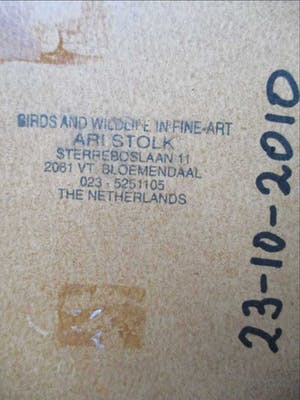 BIRDS AND WILDLIFE IN FINE-ART
ARI STOLK
STERREBOSLAAN 11
2061 VT BLOEMENDAAL
023 - 5251105
THE NETHERLANDS
23-10-2010